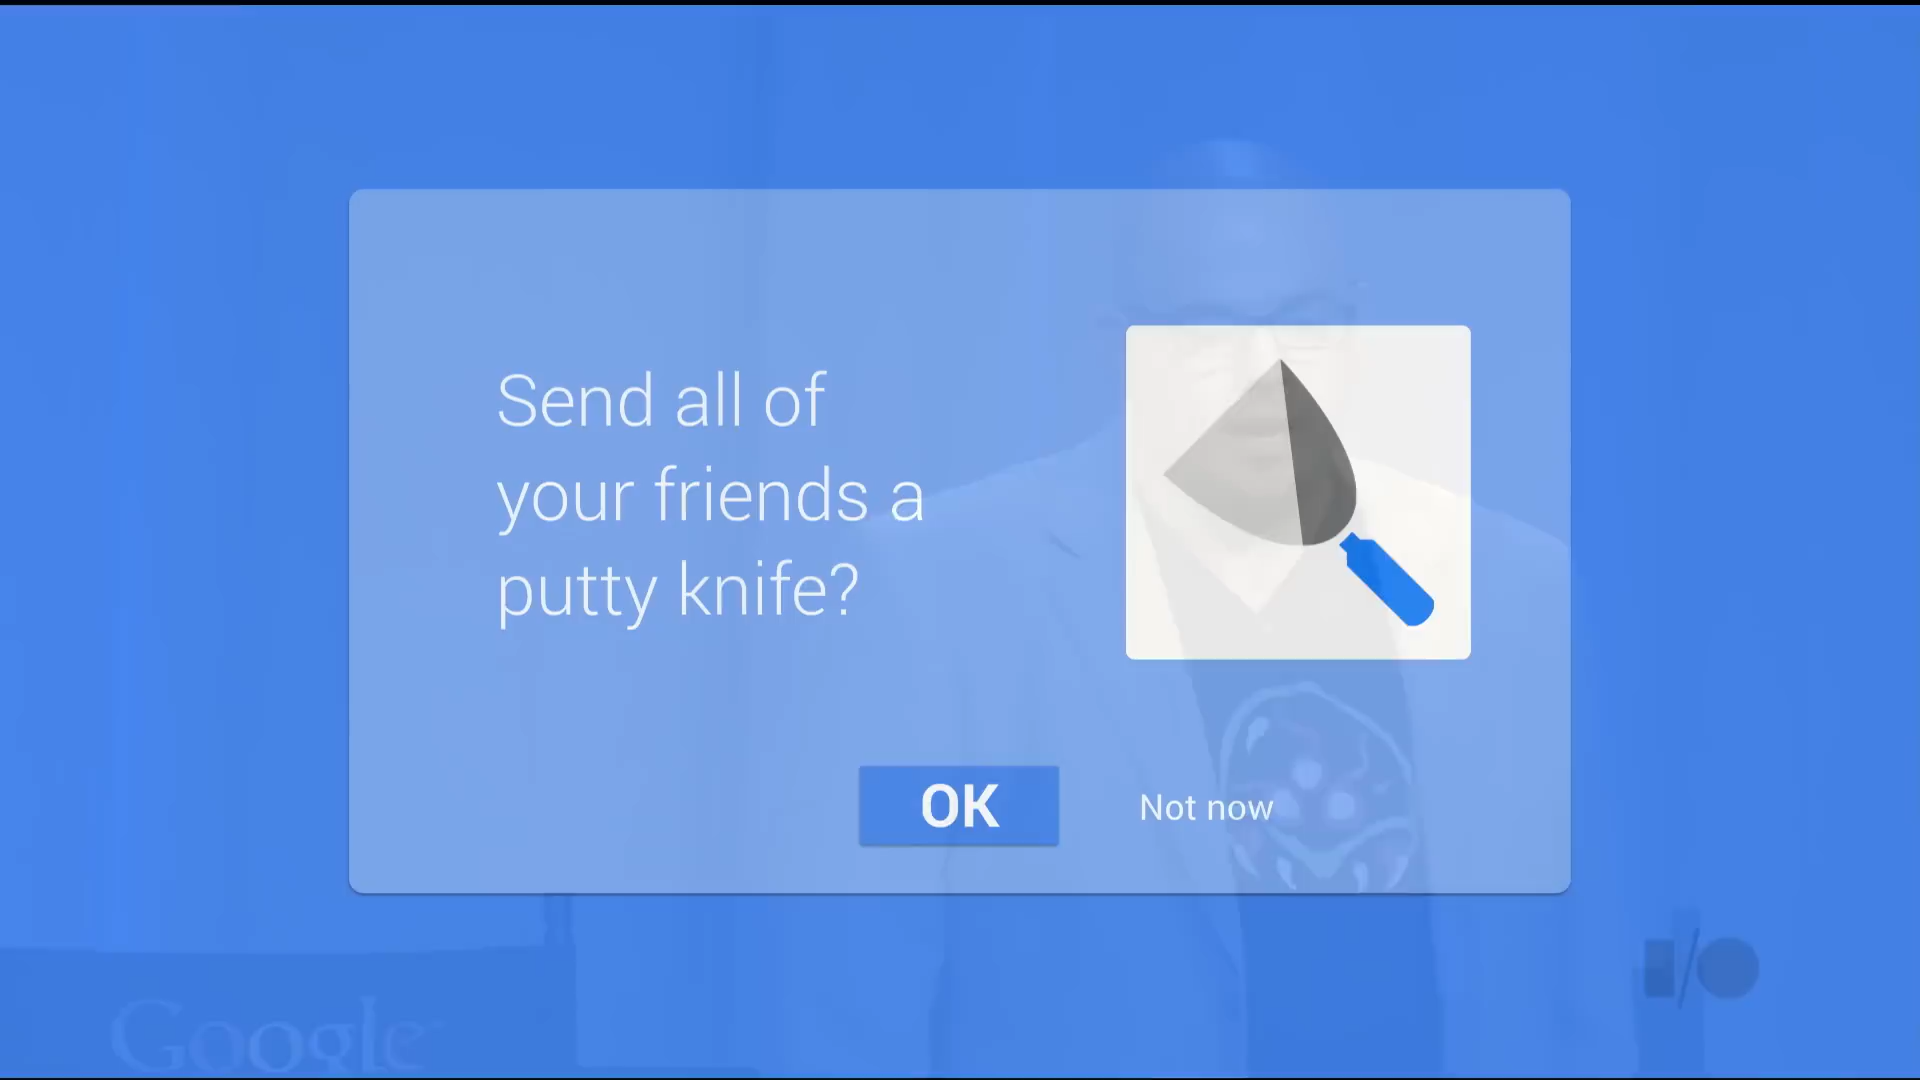 Send all of
your friends a
putty knife?
OK
Not now
I/O
Google